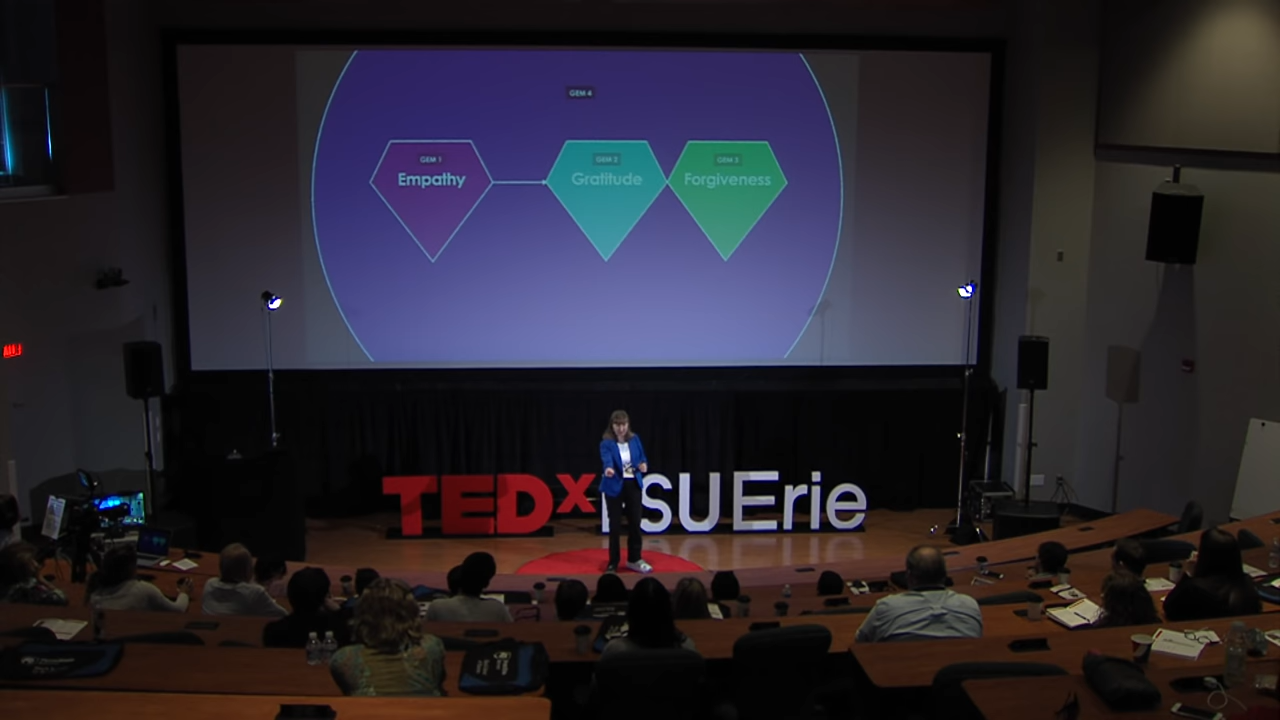 GEM 4
GEM 1
Empathy
GEM 2
Gratitude
GEM 3
Forgiveness
TEDx SU Erie